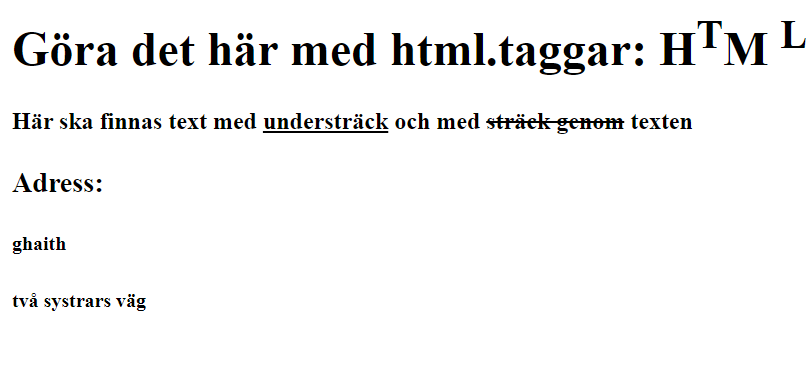 Göra det här med html.taggar: HTM L
Här ska finnas text med understräck och med sträck genom texten
Adress:
ghaith
två systrars väg